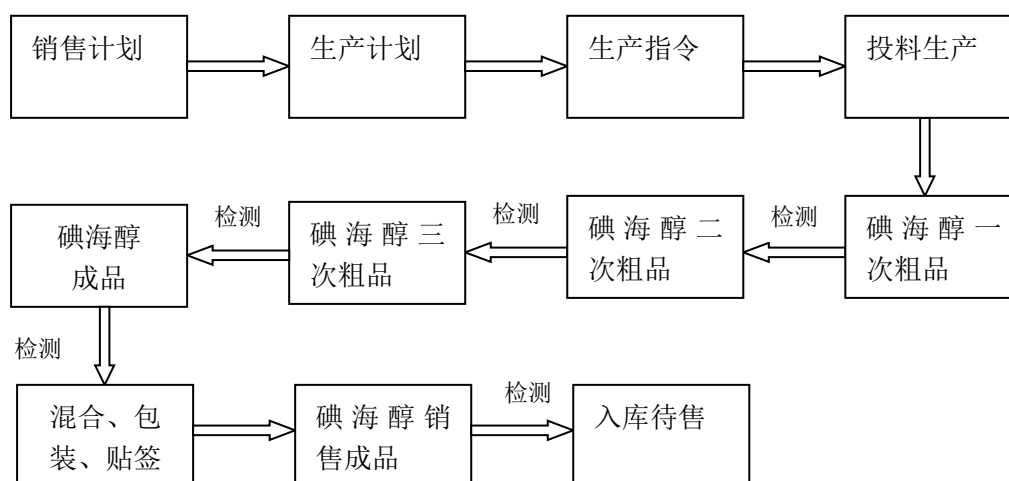 销售计划
生产计划
生产指令
投料生产
碘海醇一
次粗品
检测
碘海醇二
次粗品
检测
碘海醇三
次粗品
检测
碘海醇
成品
检测
混合、包
装、贴签
碘海醇销
售成品
检测
入库待售